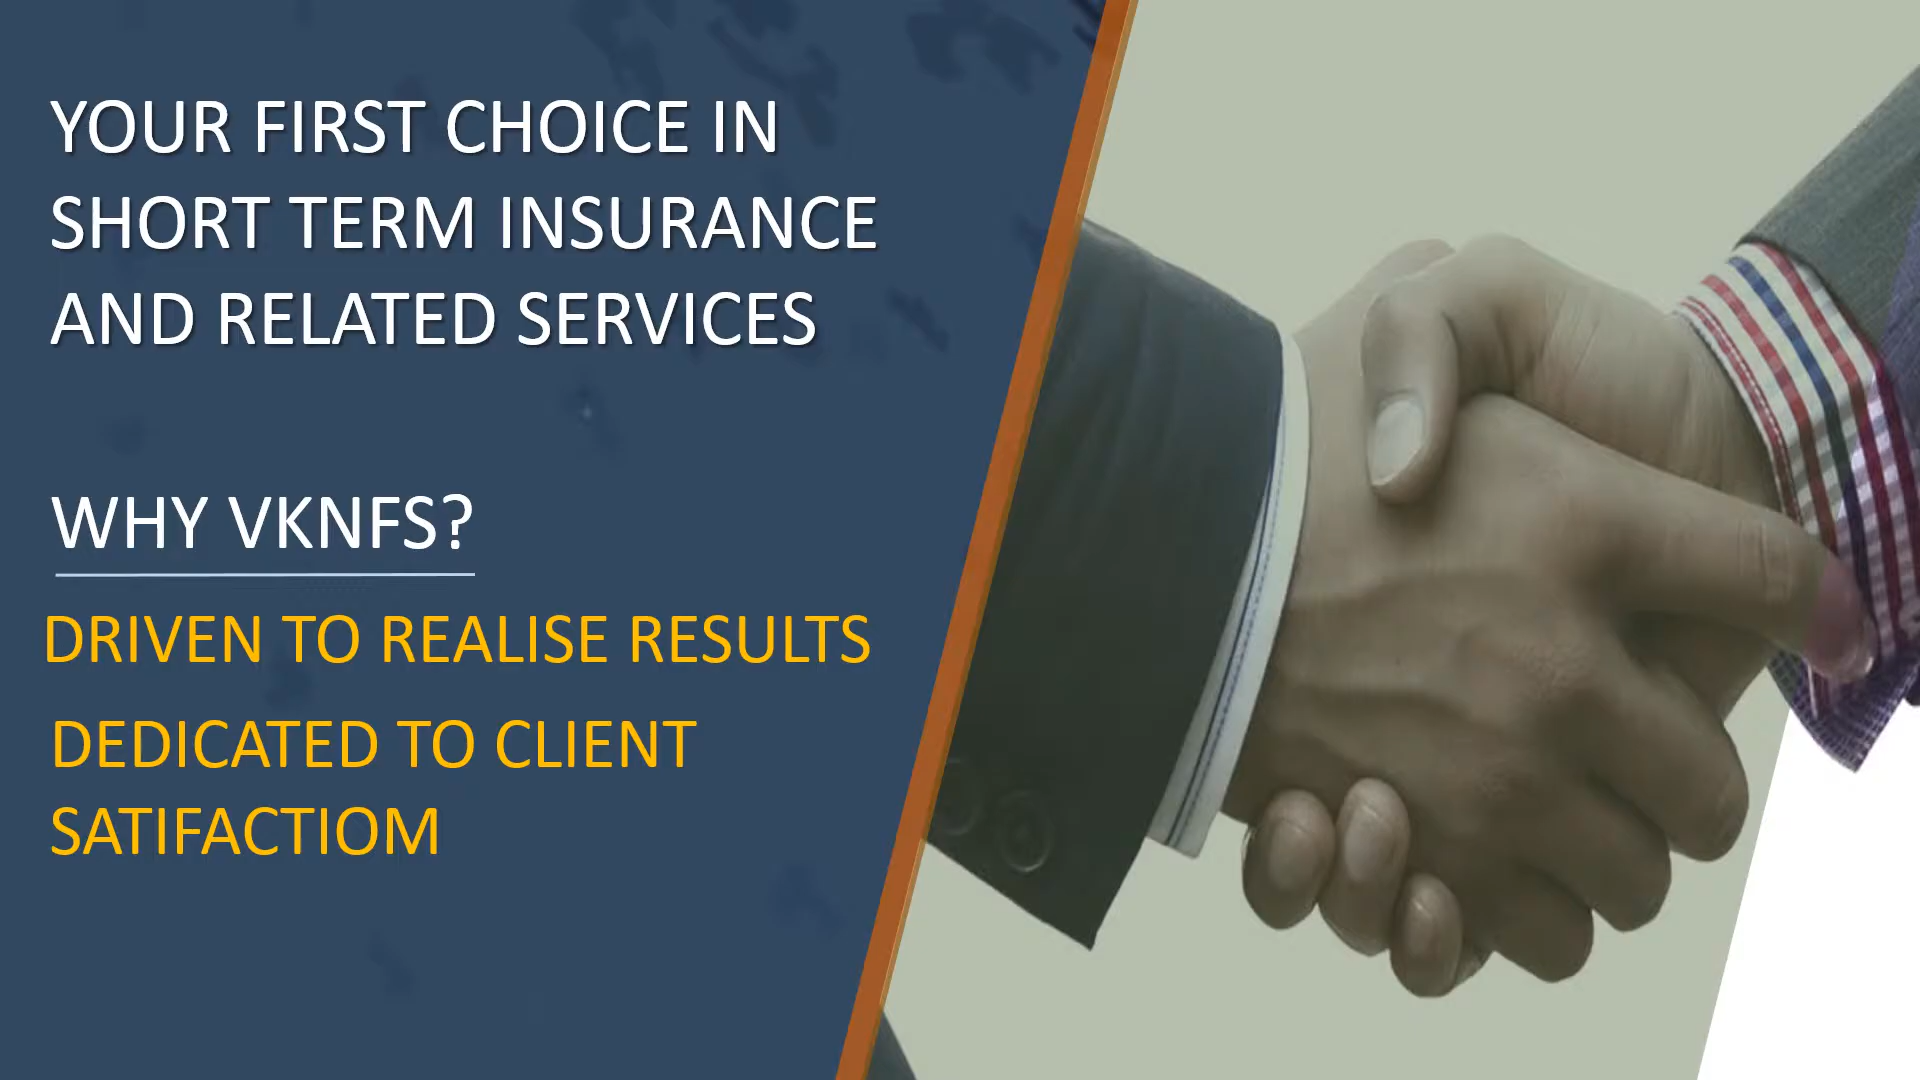 YOUR FIRST CHOICE IN
SHORT TERM INSURANCE
AND RELATED SERVICES
WHY VKNFS?
DRIVEN TO REALISE RESULTS
DEDICATED TO CLIENT
SATIFACTIOM